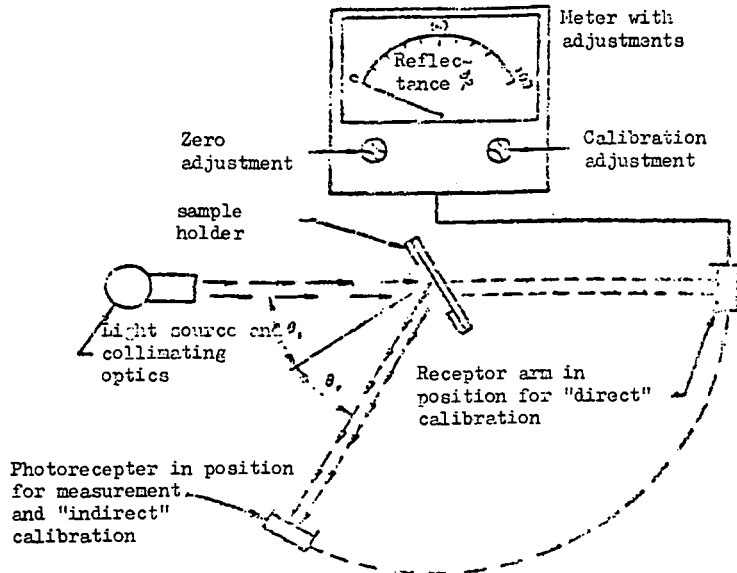 Meter with
adjustments
Reflec-
tance %
0
Zero
adjustment
Calibration
adjustment
sample
holder
Light source and
collimating
optics
θ,
θ,
Receptor arm in
position for "direct"
calibration
Photorecepter in position
for measurement
and "indirect"
calibration